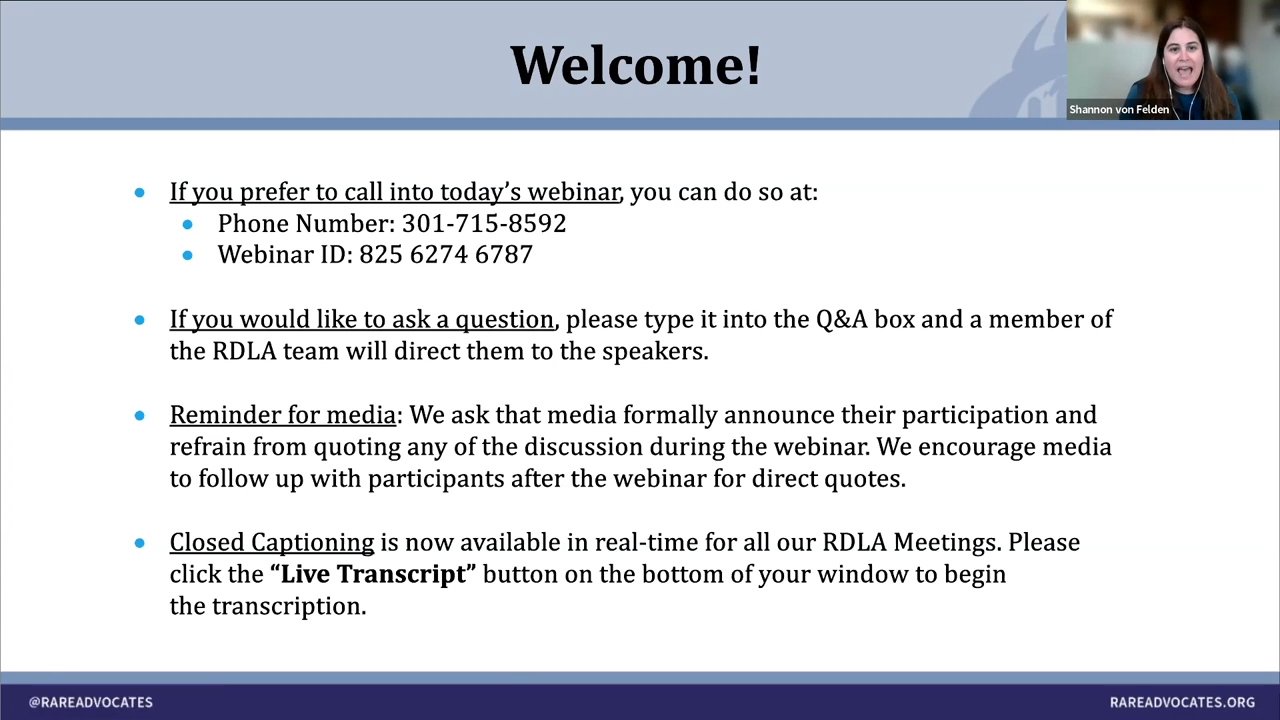 Welcome!
Shannon von Felden
If you prefer to call into today’s webinar, you can do so at:
Phone Number: 301-715-8592
Webinar ID: 825 6274 6787
If you would like to ask a question, please type it into the Q&A box and a member of
the RDLA team will direct them to the speakers.
Reminder for media: We ask that media formally announce their participation and
refrain from quoting any of the discussion during the webinar. We encourage media
to follow up with participants after the webinar for direct quotes.
Closed Captioning is now available in real-time for all our RDLA Meetings. Please
click the “Live Transcript” button on the bottom of your window to begin
the transcription.
@RAREADVOCATES
RAREADVOCATES.ORG